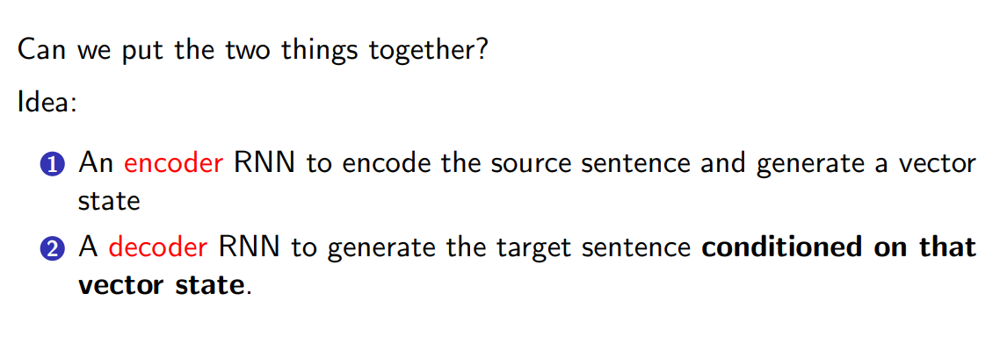 Can we put the two things together?
Idea:
1 An encoder RNN to encode the source sentence and generate a vector
state
2 A decoder RNN to generate the target sentence conditioned on that
vector state.